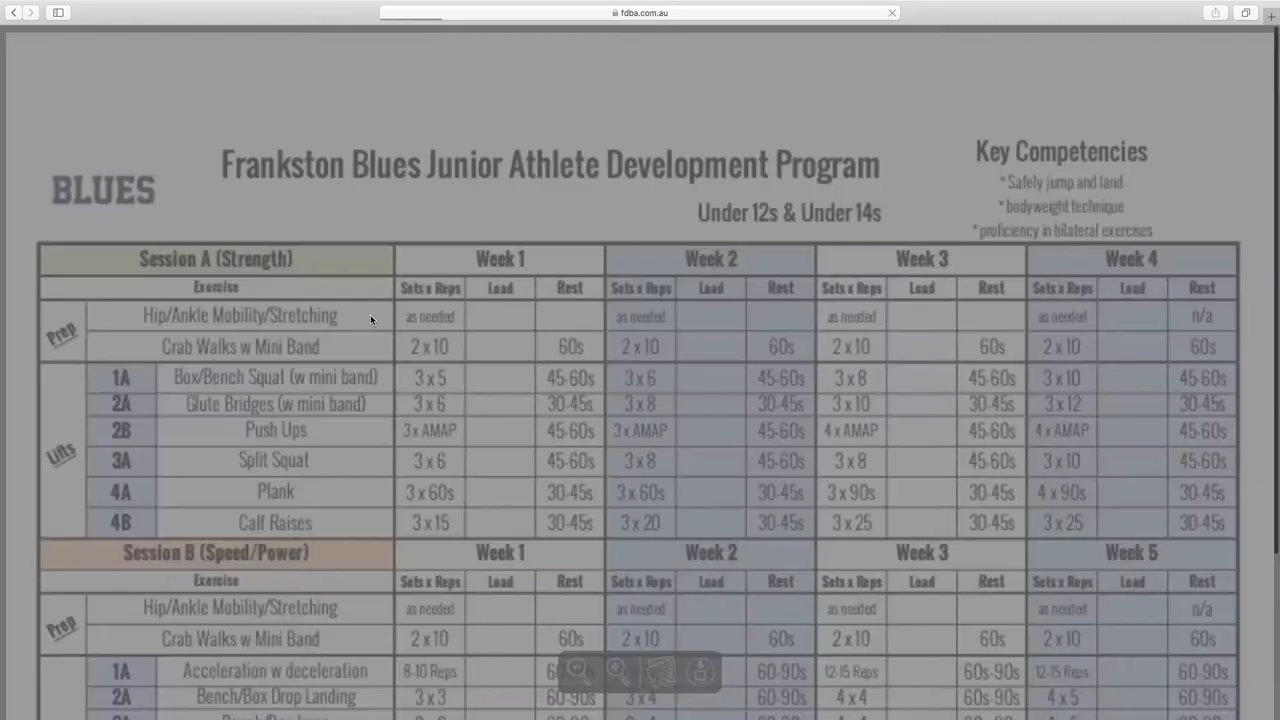 fdba.com.au
Frankston Blues Junior Athlete Development Program
Key Competencies
BLUES
* Safely jump and land
Under 12s & Under 14s
* bodyweight technique
* proficiency in bilateral exercises
Session A (Strength) Week 1 Week 2 Week 3 Week 4
Exercise Sets x Reps Load Rest Sets x Reps Load Rest Sets x Reps Load Rest Sets x Reps Load Rest
Prep
Hip/Ankle Mobility/Stretching as needed as needed as needed as needed n/a
Crab Walks w Mini Band 2 x 10 60s 2 x 10 60s 2 x 10 60s 2 x 10 60s
Lifts
1A Box/Bench Squat (w mini band) 3 x 5 45-60s 3 x 6 45-60s 3 x 8 45-60s 3 x 10 45-60s
2A Glute Bridges (w mini band) 3 x 6 30-45s 3 x 8 30-45s 3 x 10 30-45s 3 x 12 30-45s
2B Push Ups 3 x AMAP 45-60s 3 x AMAP 45-60s 4 x AMAP 45-60s 4 x AMAP 45-60s
3A Split Squat 3 x 6 45-60s 3 x 8 45-60s 3 x 8 45-60s 3 x 10 45-60s
4A Plank 3 x 60s 30-45s 3 x 60s 30-45s 3 x 90s 30-45s 4 x 90s 30-45s
4B Calf Raises 3 x 15 30-45s 3 x 20 30-45s 3 x 25 30-45s 3 x 25 30-45s
Session B (Speed/Power) Week 1 Week 2 Week 3 Week 5
Exercise Sets x Reps Load Rest Sets x Reps Load Rest Sets x Reps Load Rest Sets x Reps Load Rest
Prep
Hip/Ankle Mobility/Stretching as needed as needed as needed as needed n/a
Crab Walks w Mini Band 2 x 10 60s 2 x 10 60s 2 x 10 60s 2 x 10 60s
1A Acceleration w deceleration 8-10 Reps 60-90s 12-15 Reps 60s-90s 12-15 Reps 60-90s
2A Bench/Box Drop Landing 3 x 3 60-90s 3 x 4 60-90s 4 x 4 60s-90s 4 x 5 60-90s